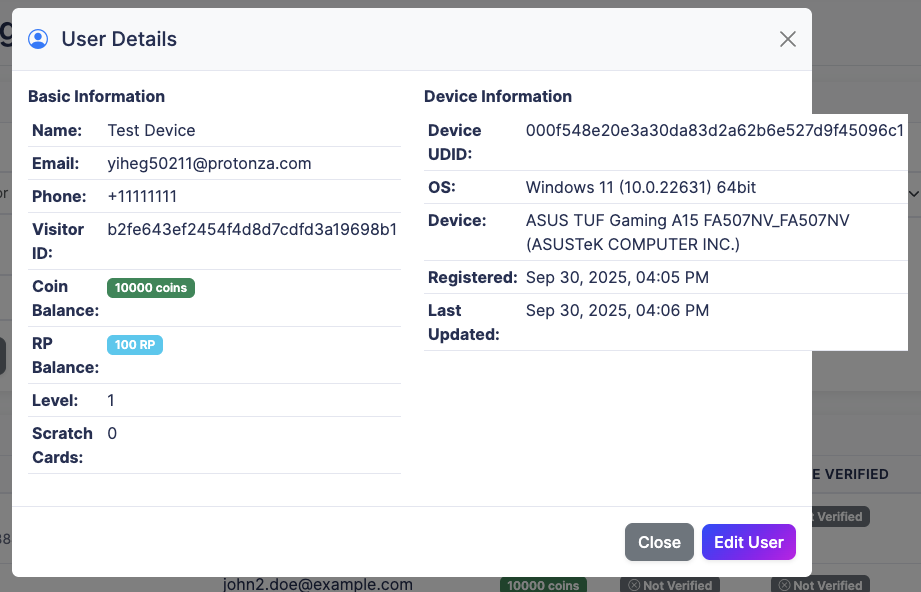 User Details
Basic Information
Name: Test Device
Email: yiheg50211@protonza.com
Phone: +11111111
Visitor b2fe643ef2454f4d8d7cdfd3a19698b1
ID:
Coin 10000 coins
Balance:
RP 100 RP
Balance:
Level: 1
Scratch 0
Cards:
Device Information
Device 000f548e20e3a30da83d2a62b6e527d9f45096c1
UDID:
OS: Windows 11 (10.0.22631) 64bit
Device: ASUS TUF Gaming A15 FA507NV_FA507NV
(ASUSTeK COMPUTER INC.)
Registered: Sep 30, 2025, 04:05 PM
Last Sep 30, 2025, 04:06 PM
Updated:
Close Edit User
E VERIFIED
Verified
john2.doe@example.com 10000 coins Not Verified Not Verified